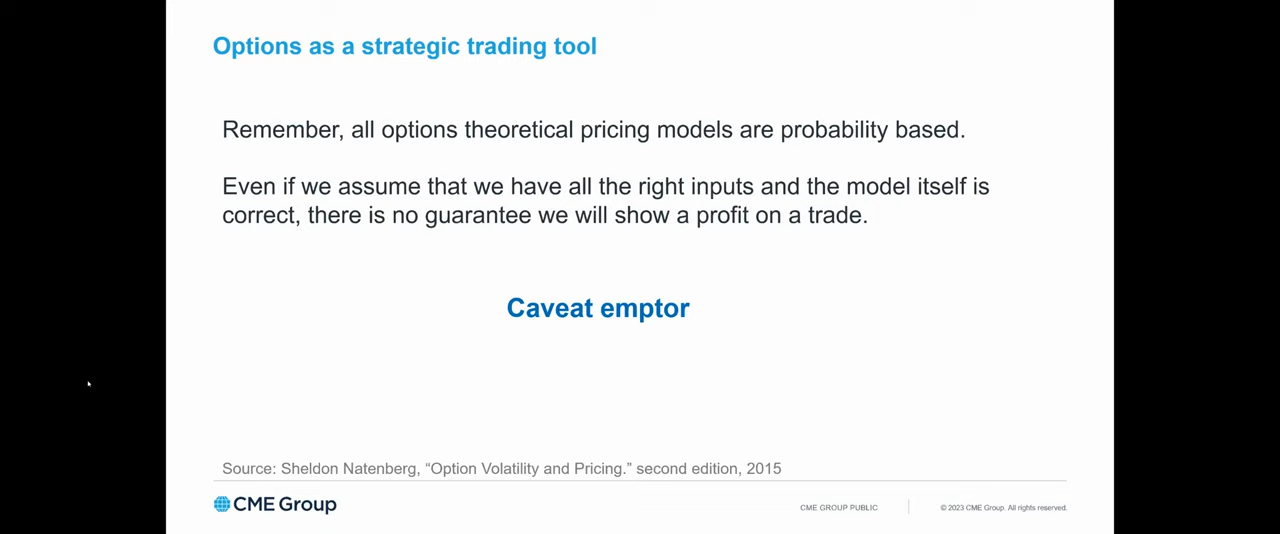 Options as a strategic trading tool
Remember, all options theoretical pricing models are probability based.
Even if we assume that we have all the right inputs and the model itself is
correct, there is no guarantee we will show a profit on a trade.
Caveat emptor
Source: Sheldon Natenberg, “Option Volatility and Pricing.” second edition, 2015
CME Group
CME GROUP PUBLIC
© 2023 CME Group. All rights reserved.